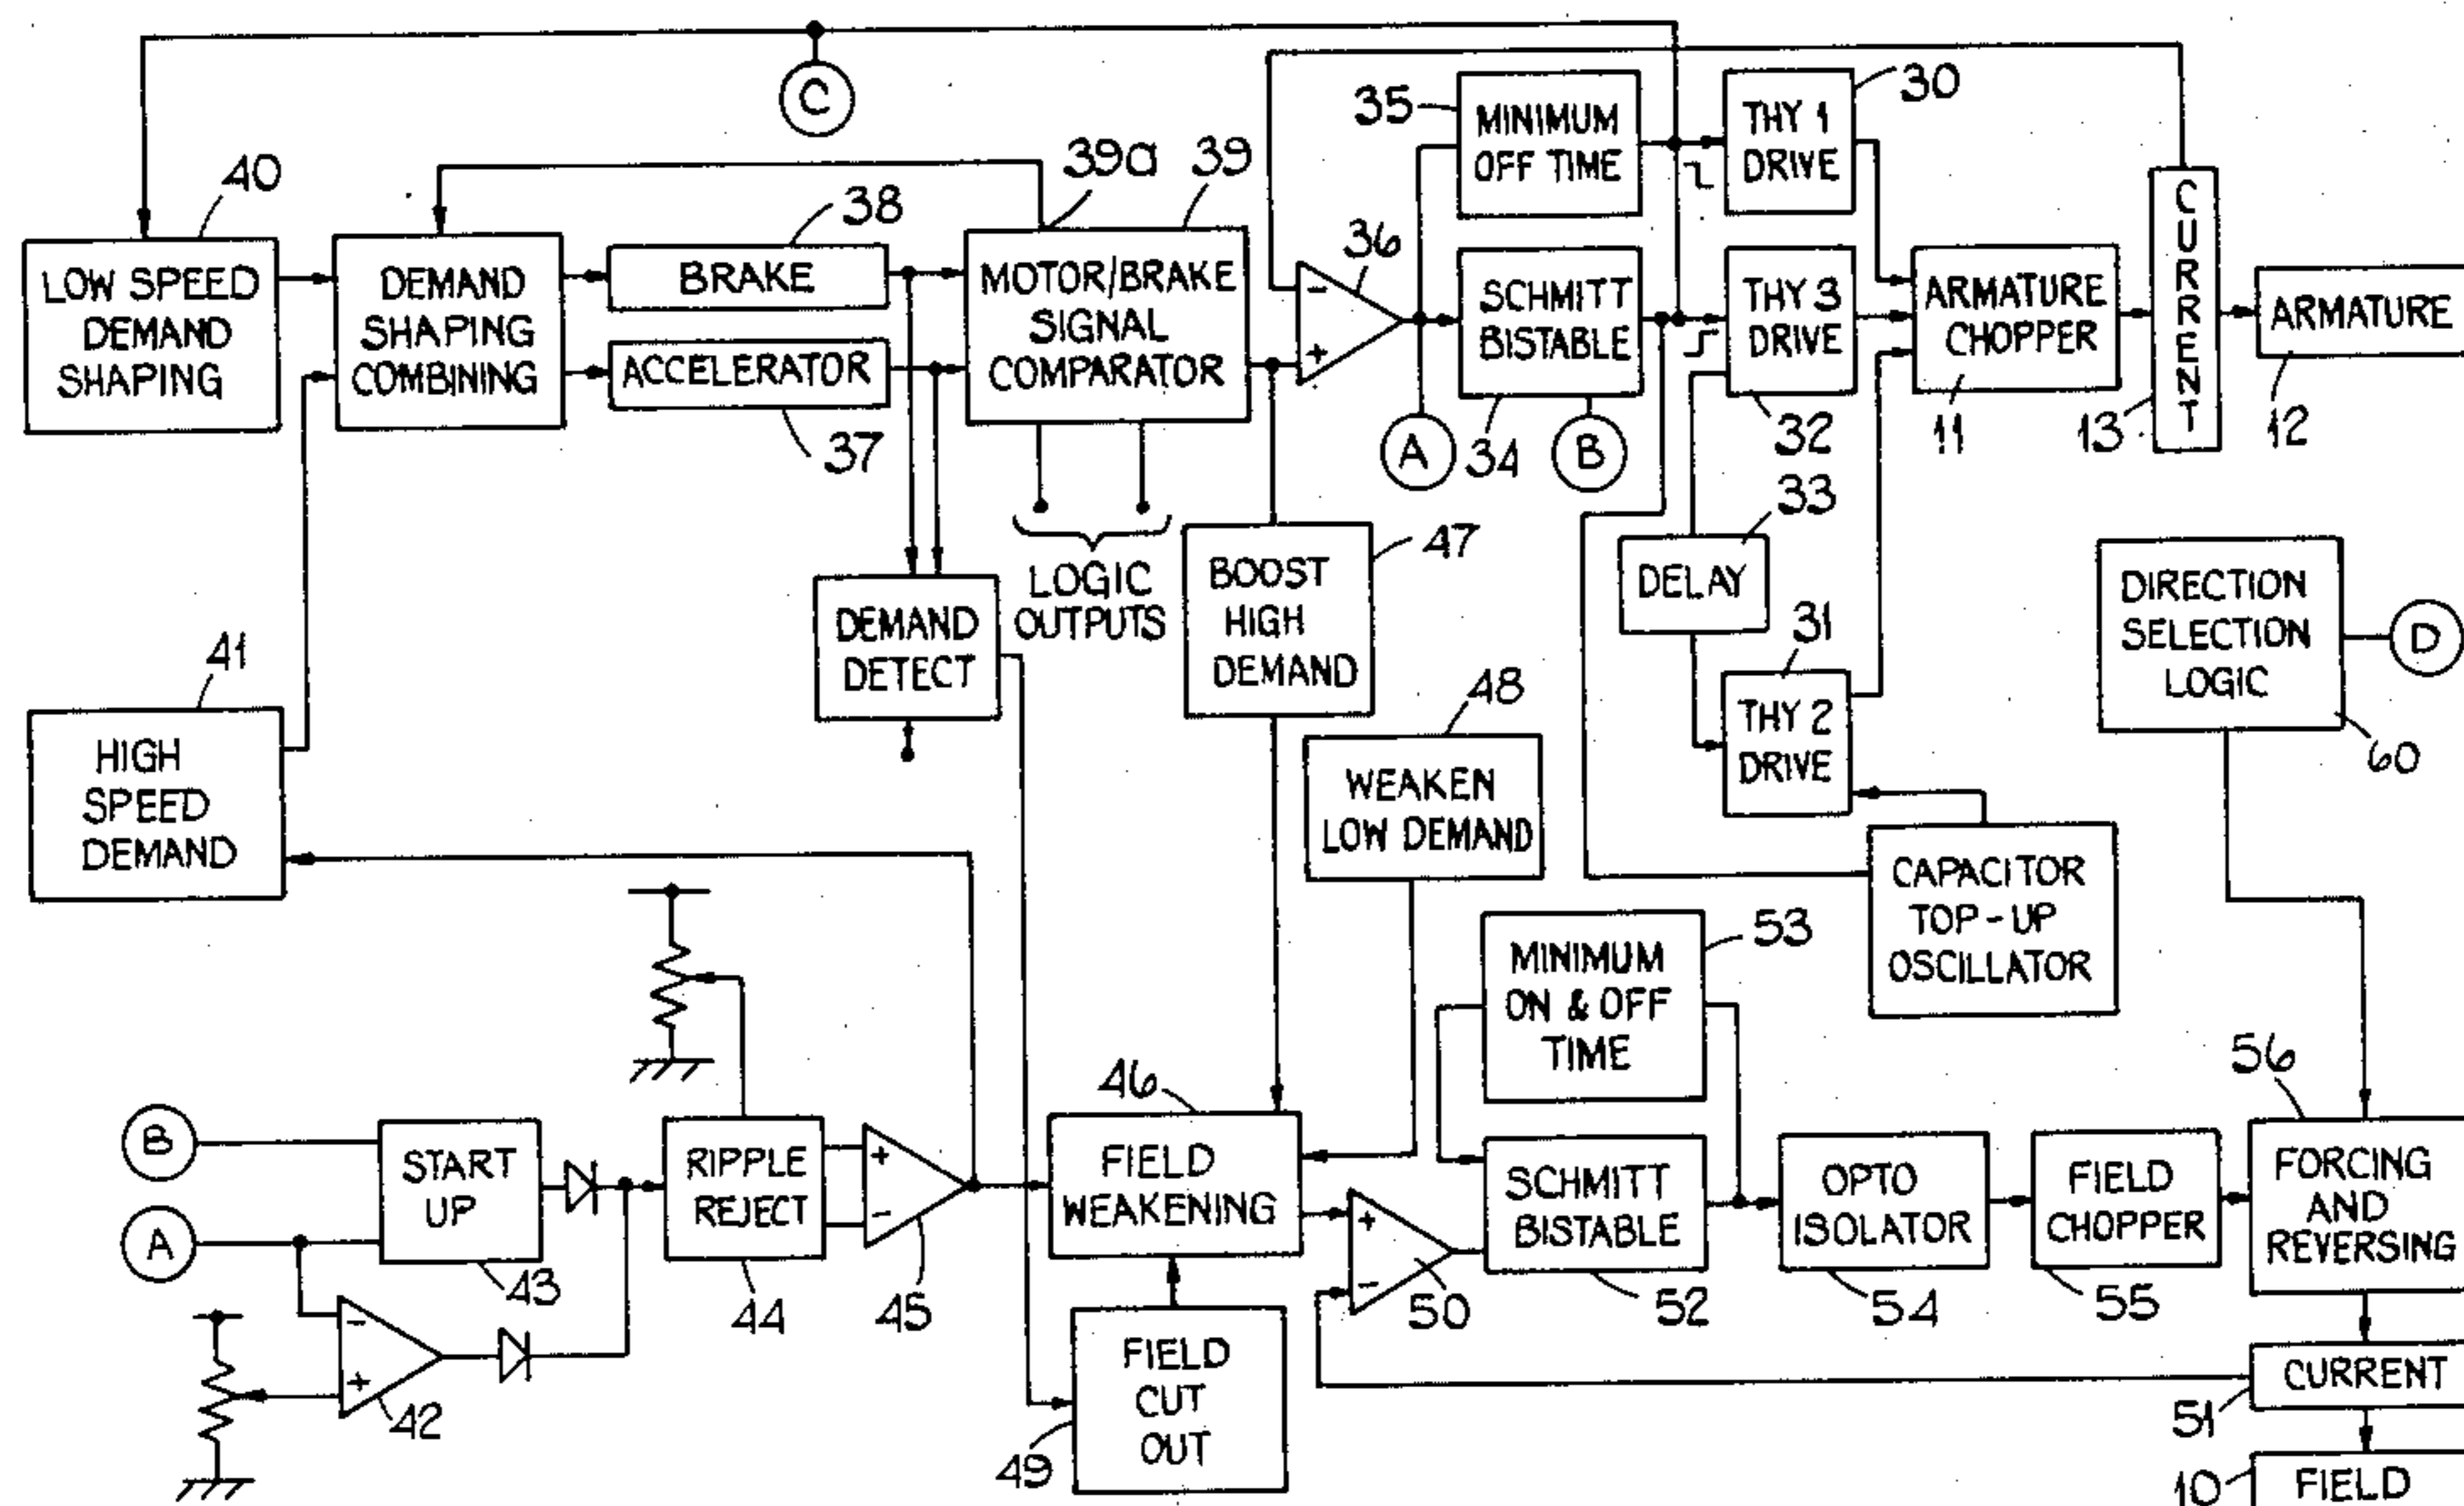 C
40
LOW SPEED
DEMAND
SHAPING
DEMAND
SHAPING
COMBINING
38
BRAKE
ACCELERATOR
37
39a
39
MOTOR/BRAKE
SIGNAL
COMPARATOR
LOGIC
OUTPUTS
36
-
+
35
MINIMUM
OFF TIME
SCHMITT
BISTABLE
34
A
B
30
THY 1
DRIVE
THY 3
DRIVE
32
ARMATURE
CHOPPER
11
CURRENT
13
ARMATURE
12
33
DELAY
31
THY 2
DRIVE
CAPACITOR
TOP-UP
OSCILLATOR
DIRECTION
SELECTION
LOGIC
D
60
DEMAND
DETECT
47
BOOST
HIGH
DEMAND
48
WEAKEN
LOW DEMAND
41
HIGH
SPEED
DEMAND
53
MINIMUM
ON & OFF
TIME
B
A
START
UP
43
-
+
42
RIPPLE
REJECT
44
+
-
45
46
FIELD
WEAKENING
FIELD
CUT
OUT
49
+
-
50
SCHMITT
BISTABLE
52
OPTO
ISOLATOR
54
FIELD
CHOPPER
55
56
FORCING
AND
REVERSING
CURRENT
51
10
FIELD